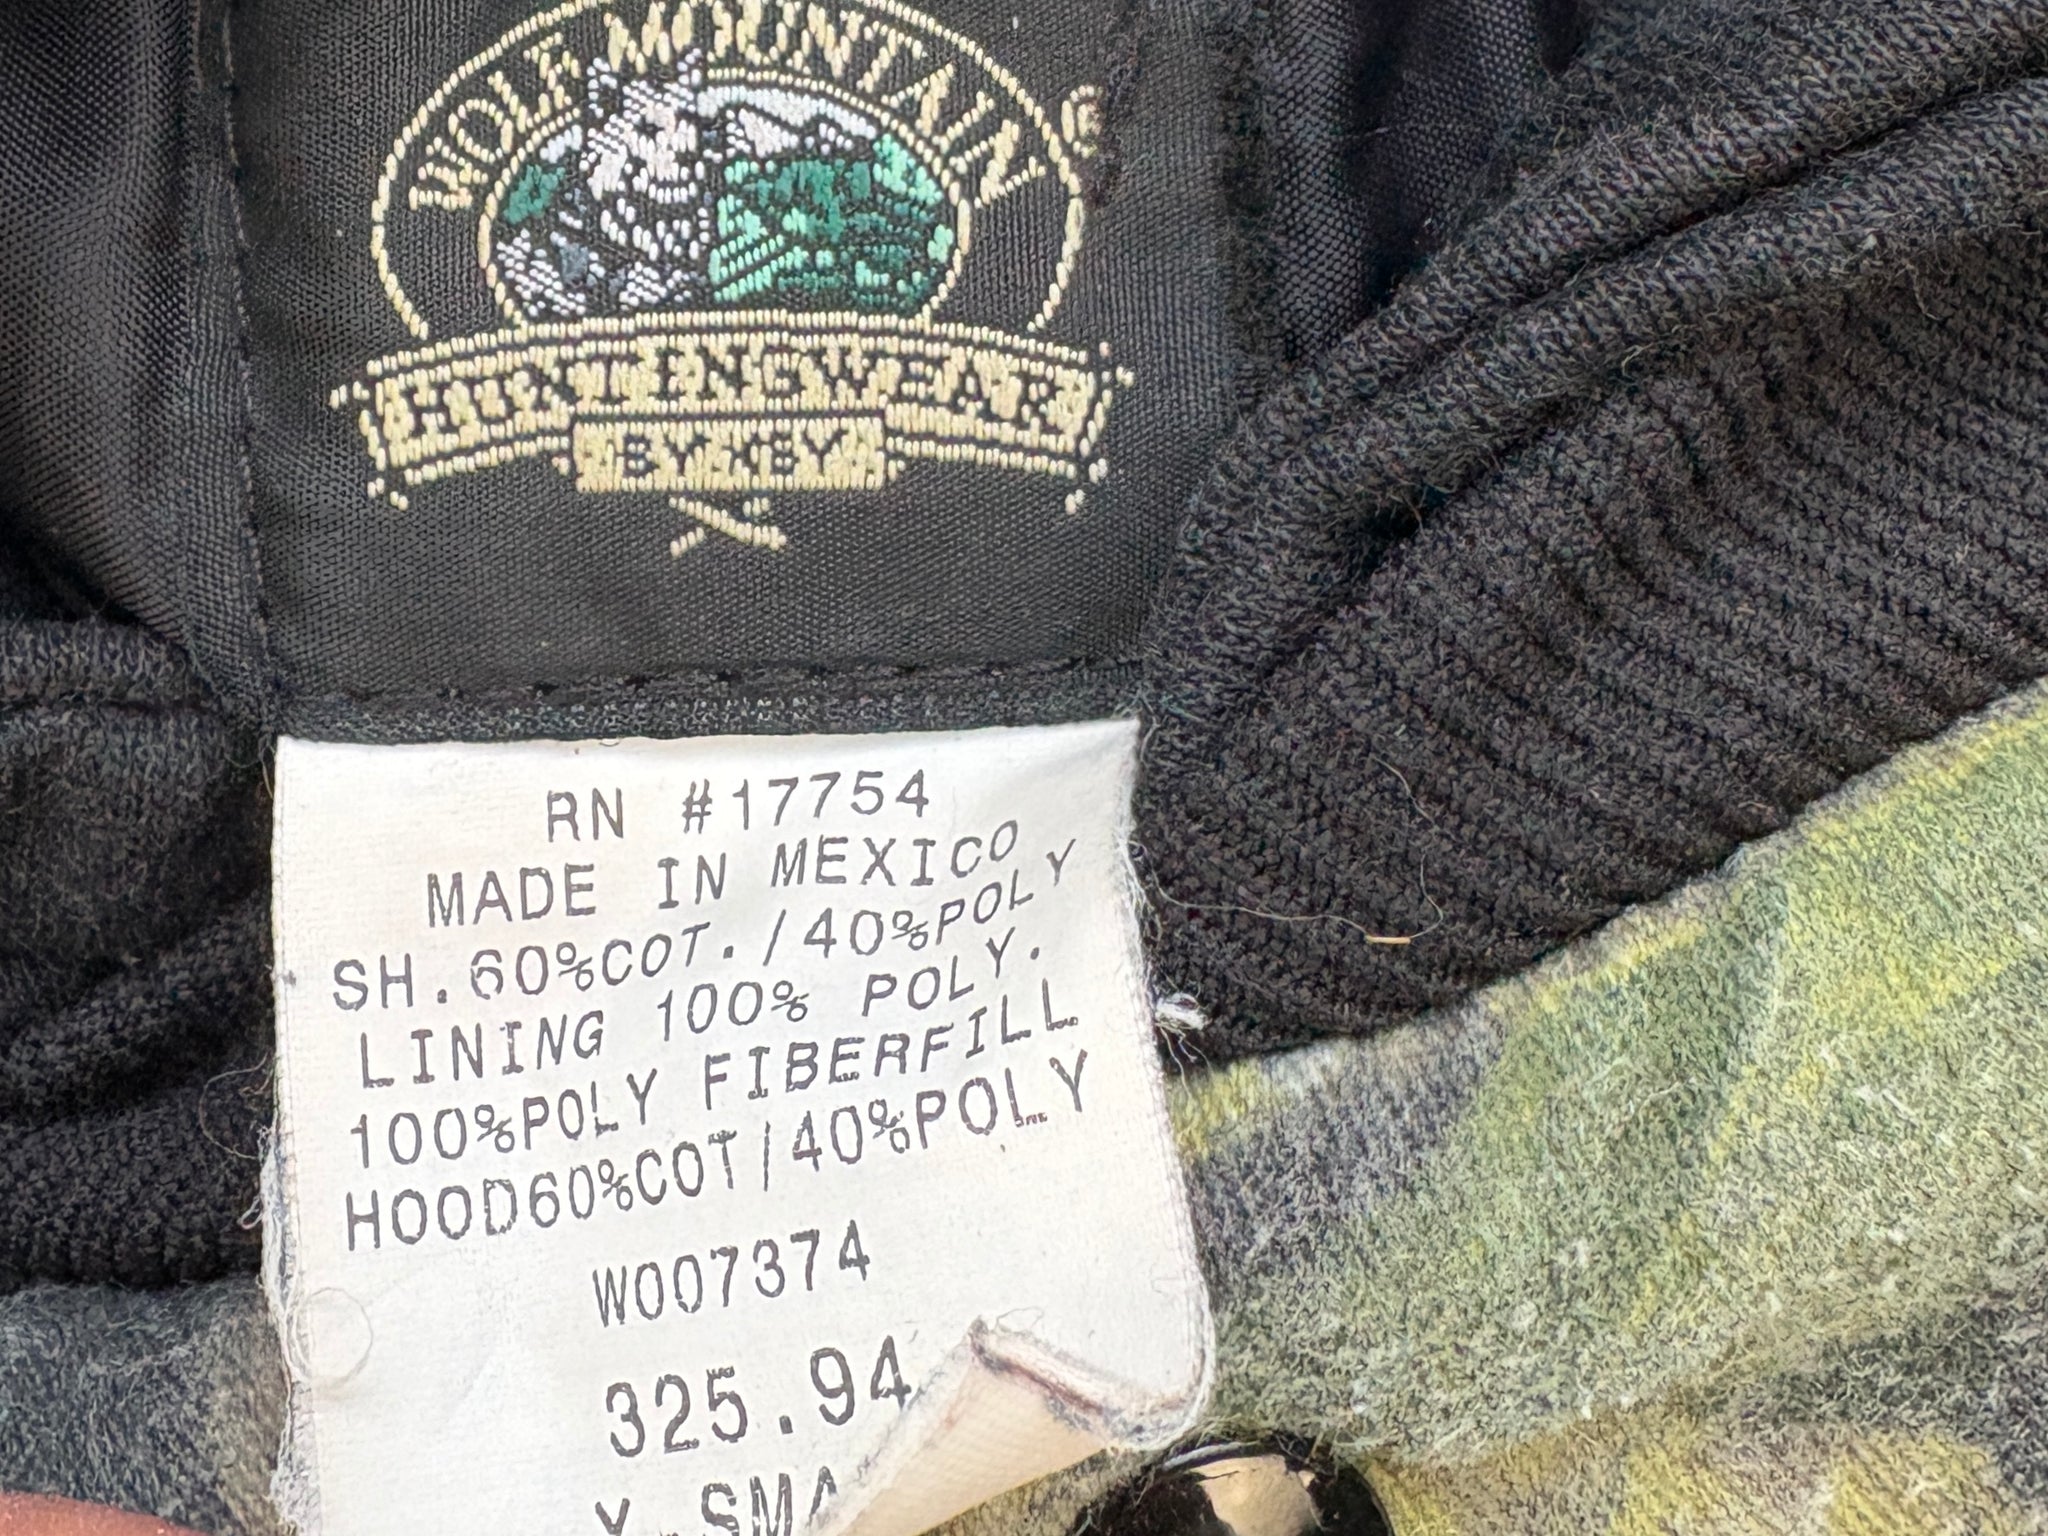 WOLF MOUNTAIN
HUNTINGWEAR
BY KEY
RN #17754
MADE IN MEXICO
SH.60%COT./40%POLY
LINING 100% POLY.
100%POLY FIBERFILL
HOOD60%COT/40%POLY
W007374
325.94